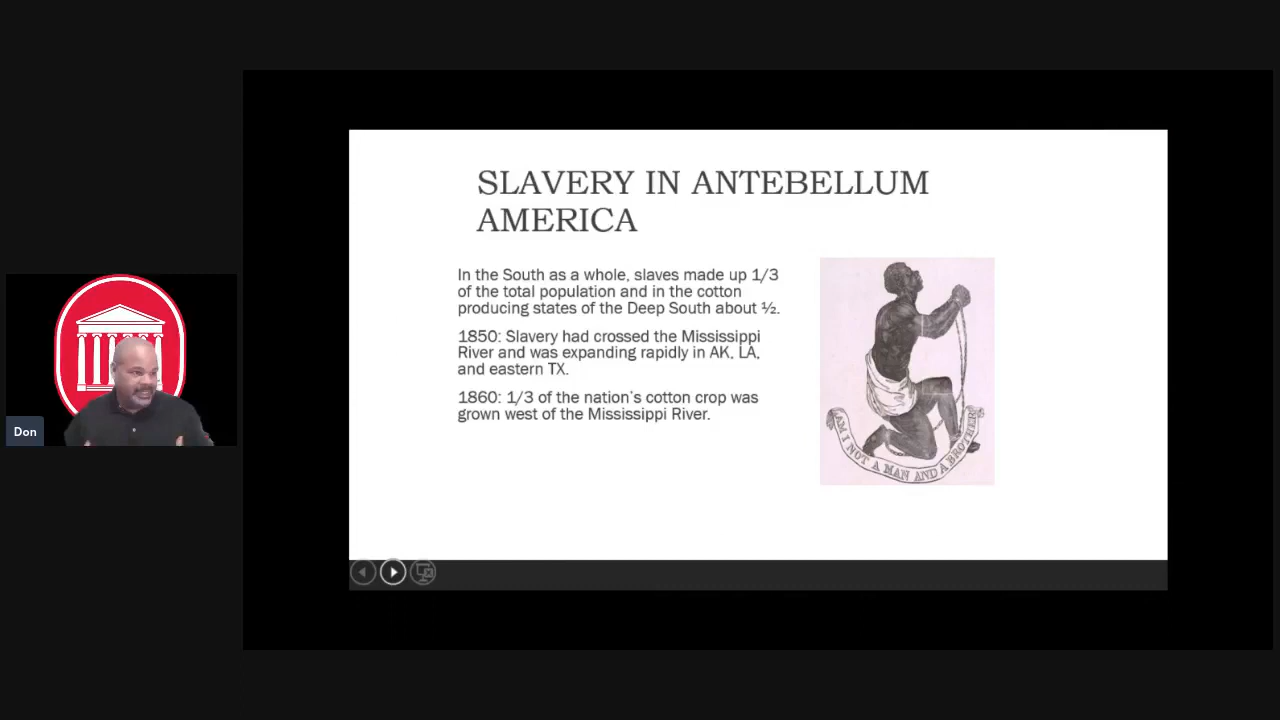 SLAVERY IN ANTEBELLUM
AMERICA
In the South as a whole, slaves made up 1/3
of the total population and in the cotton
producing states of the Deep South about ½.
1850: Slavery had crossed the Mississippi
River and was expanding rapidly in AK, LA,
and eastern TX.
1860: 1/3 of the nation's cotton crop was
grown west of the Mississippi River.
AM I NOT A MAN AND A BROTHER
Don